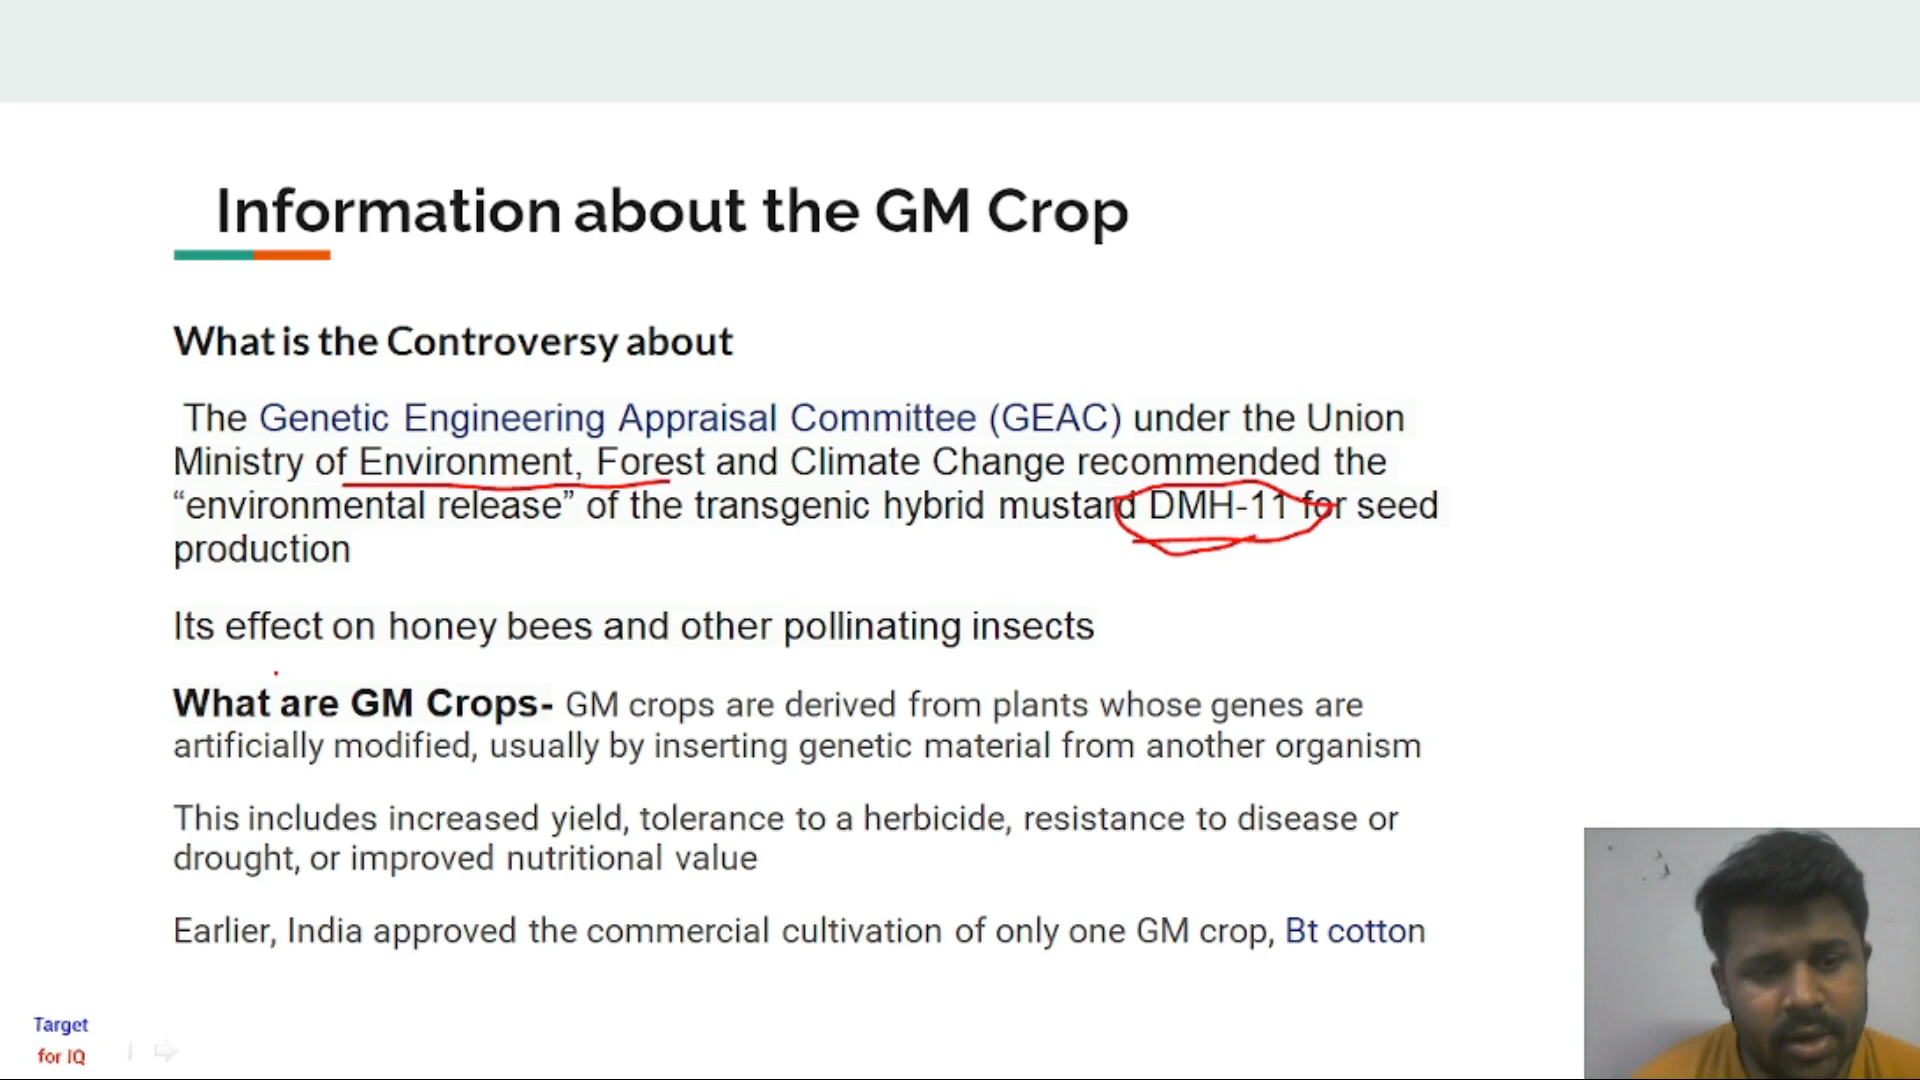 Information about the GM Crop
What is the Controversy about
The Genetic Engineering Appraisal Committee (GEAC) under the Union
Ministry of Environment, Forest and Climate Change recommended the
“environmental release” of the transgenic hybrid mustard DMH-11 for seed
production
Its effect on honey bees and other pollinating insects
What are GM Crops- GM crops are derived from plants whose genes are
artificially modified, usually by inserting genetic material from another organism
This includes increased yield, tolerance to a herbicide, resistance to disease or
drought, or improved nutritional value
Earlier, India approved the commercial cultivation of only one GM crop, Bt cotton
Target
for IQ